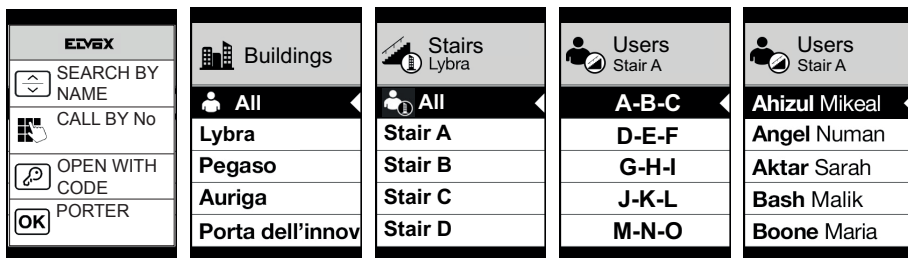 ELVOX
SEARCH BY
NAME
CALL BY No
OPEN WITH
CODE
OK PORTER
Buildings
All
Lybra
Pegaso
Auriga
Porta dell'innov
Stairs
Lybra
All
Stair A
Stair B
Stair C
Stair D
Users
Stair A
A-B-C
D-E-F
G-H-I
J-K-L
M-N-O
Users
Stair A
Ahizul Mikeal
Angel Numan
Aktar Sarah
Bash Malik
Boone Maria